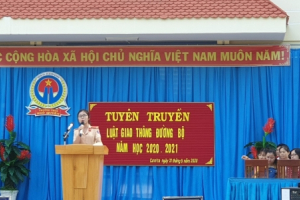 CỘNG HÒA XÃ HỘI CHỦ NGHĨA VIỆT NAM MUÔN NĂM!
TUYÊN TRUYỀN
LUẬT GIAO THÔNG ĐƯỜNG BỘ
NĂM HỌC 2020 - 2021